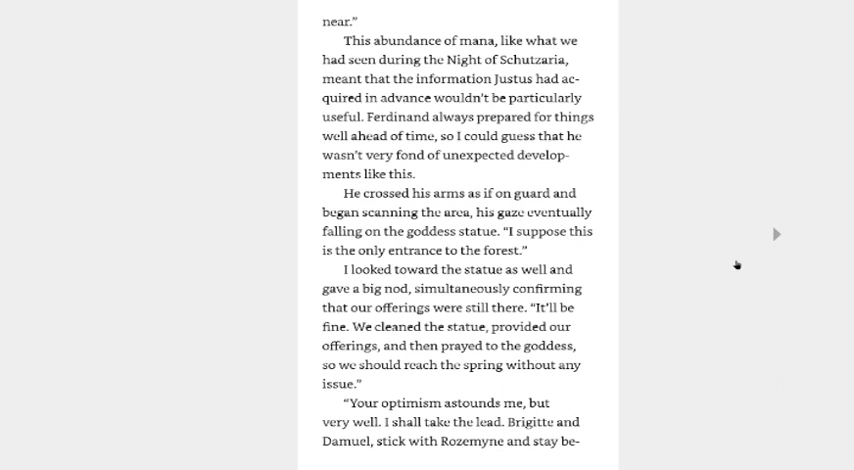 near.”
This abundance of mana, like what we
had seen during the Night of Schutzaria,
meant that the information Justus had ac-
quired in advance wouldn’t be particularly
useful. Ferdinand always prepared for things
well ahead of time, so I could guess that he
wasn’t very fond of unexpected develop-
ments like this.
He crossed his arms as if on guard and
began scanning the area, his gaze eventually
falling on the goddess statue. “I suppose this
is the only entrance to the forest.”
I looked toward the statue as well and
gave a big nod, simultaneously confirming
that our offerings were still there. “It’ll be
fine. We cleaned the statue, provided our
offerings, and then prayed to the goddess,
so we should reach the spring without any
issue.”
“Your optimism astounds me, but
very well. I shall take the lead. Brigitte and
Damuel, stick with Rozemyne and stay be-